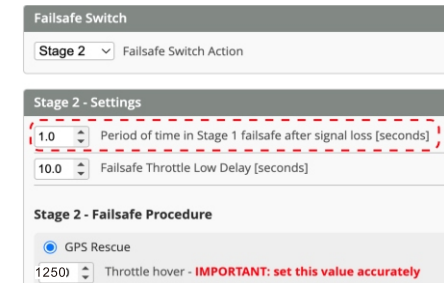 Failsafe Switch
Stage 2 Failsafe Switch Action
Stage 2 - Settings
1.0 Period of time in Stage 1 failsafe after signal loss [seconds]
10.0 Failsafe Throttle Low Delay [seconds]
Stage 2 - Failsafe Procedure
GPS Rescue
1250) Throttle hover - IMPORTANT: set this value accurately